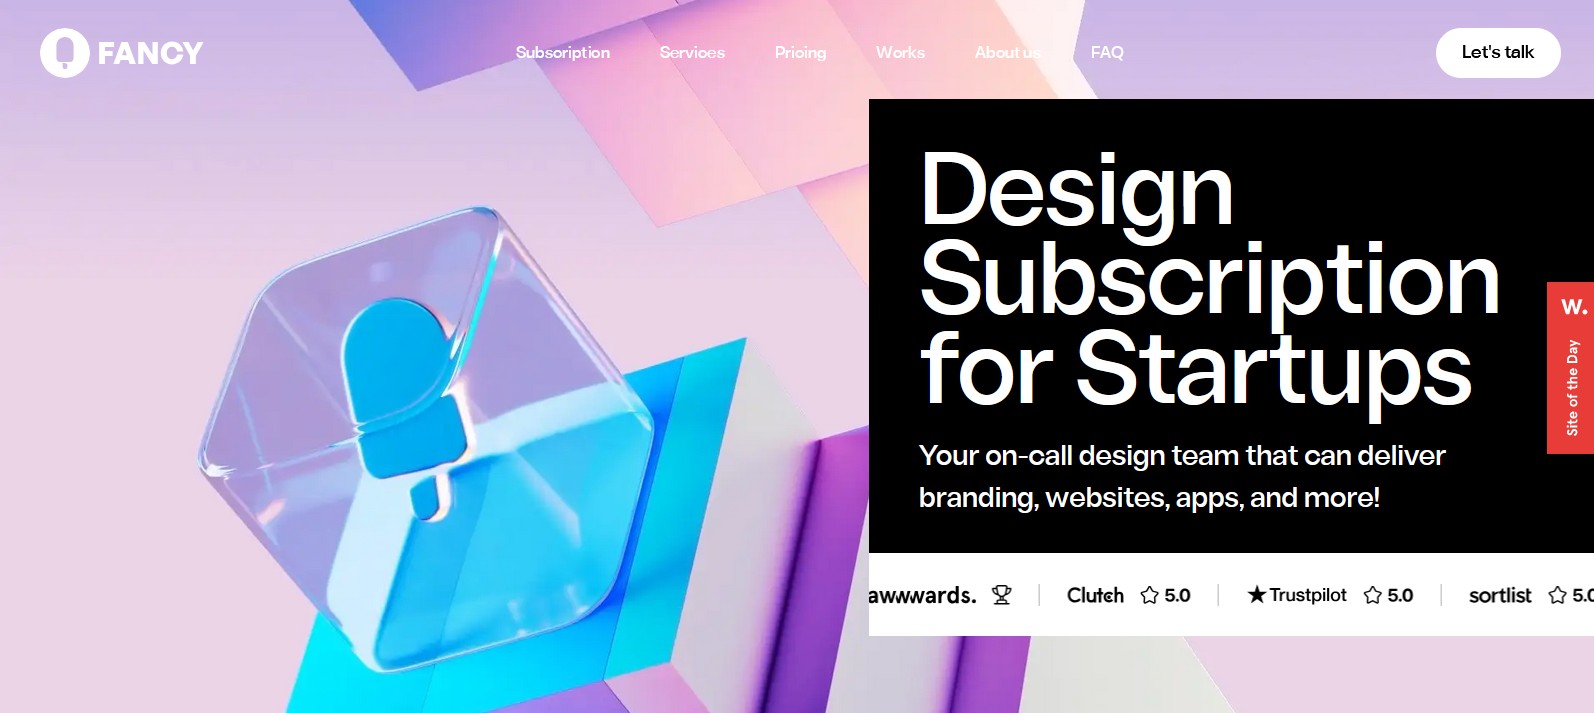 FANCY
Subscription Services Pricing Works About us FAQ
Let's talk
Design
Subscription
for Startups
Your on-call design team that can deliver
branding, websites, apps, and more!
W.
Site of the Day
awwwards.
Clutch 5.0
Trustpilot 5.0
sortlist 5.0